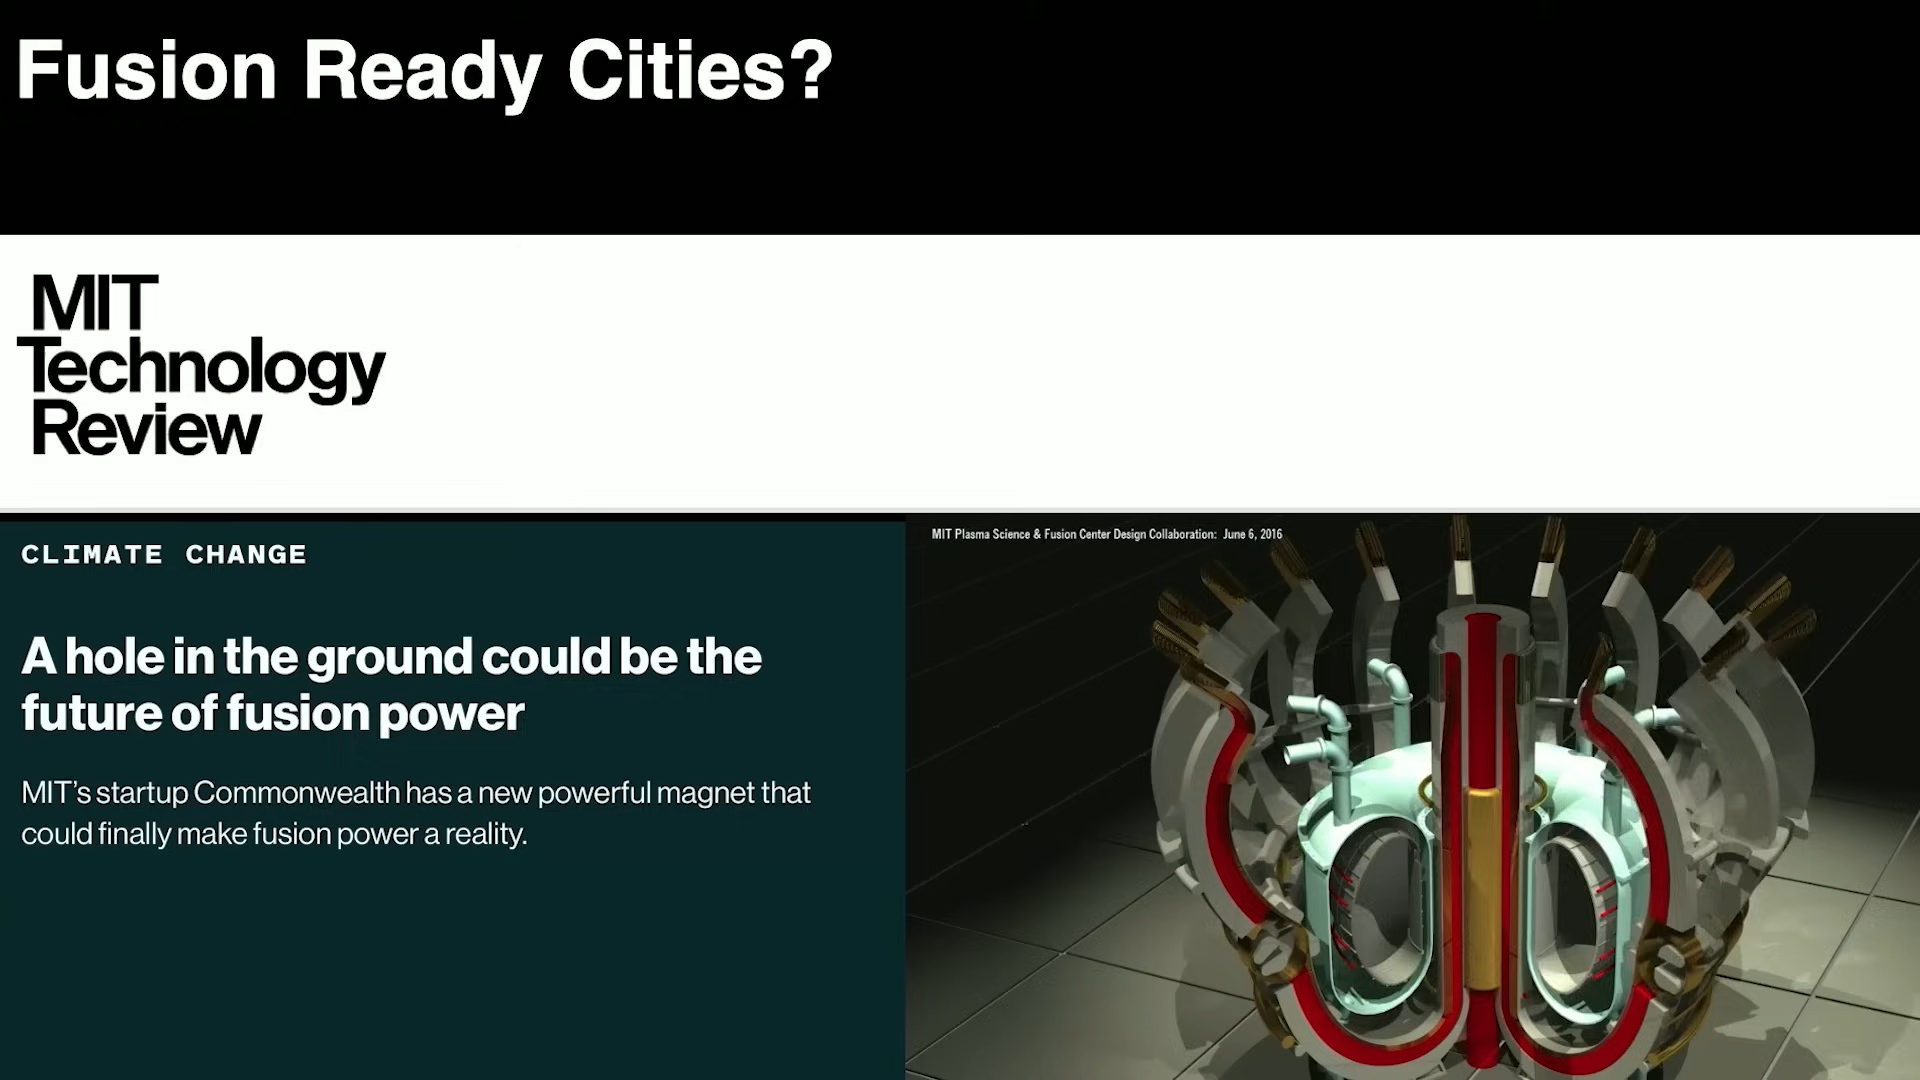 Fusion Ready Cities?
MIT
Technology
Review
CLIMATE CHANGE
A hole in the ground could be the
future of fusion power
MIT’s startup Commonwealth has a new powerful magnet that
could finally make fusion power a reality.
MIT Plasma Science & Fusion Center Design Collaboration: June 6, 2016